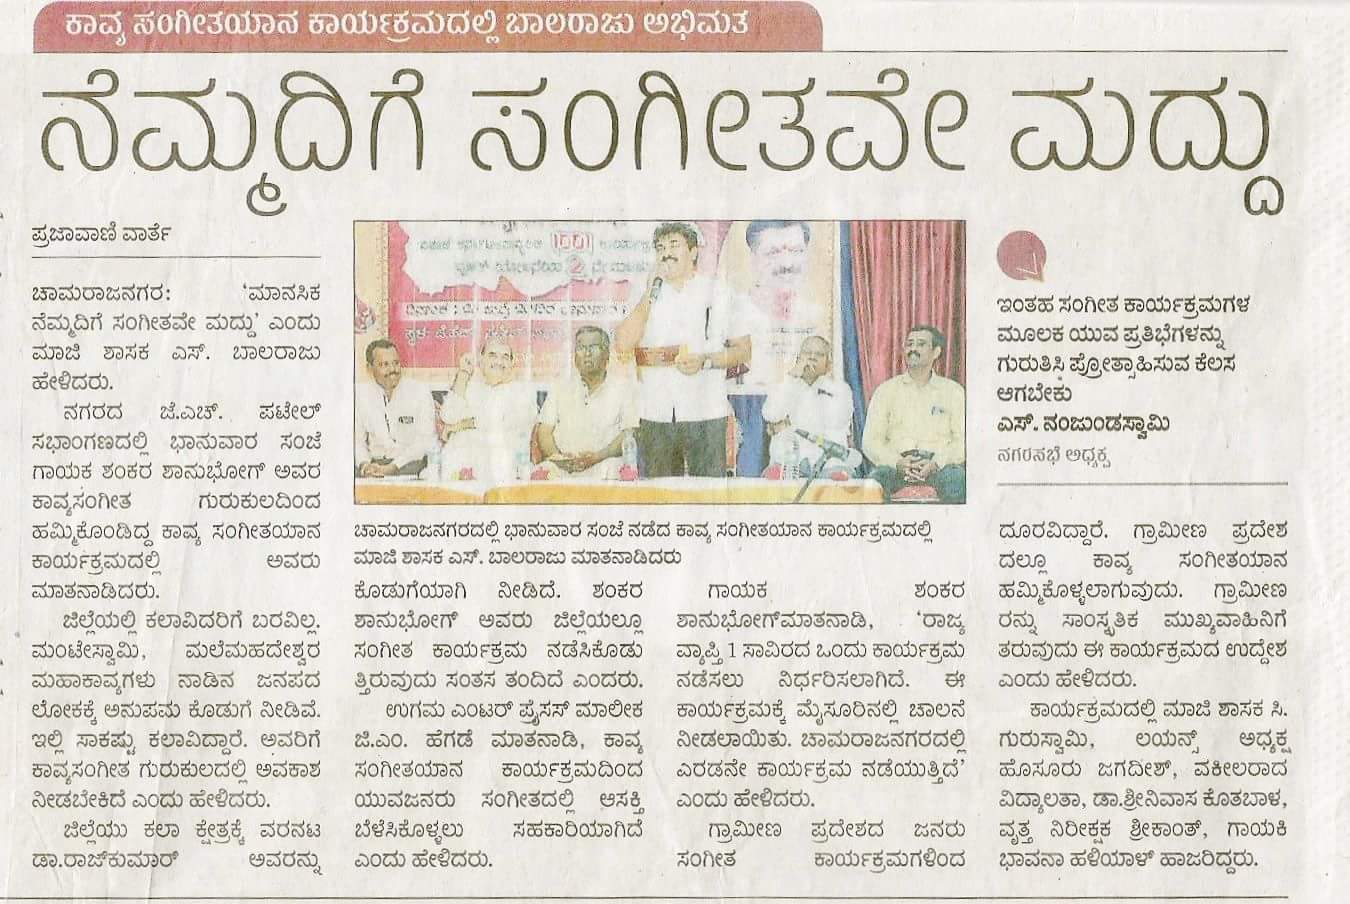 ಕಾವ್ಯ ಸಂಗೀತಯಾನ ಕಾರ್ಯಕ್ರಮದಲ್ಲಿ ಬಾಲರಾಜು ಅಭಿಮತ
ನೆಮ್ಮದಿಗೆ ಸಂಗೀತವೇ ಮದ್ದು
ಪ್ರಜಾವಾಣಿ ವಾರ್ತೆ
ಚಾಮರಾಜನಗರ: ‘ಮಾನಸಿಕ
ನೆಮ್ಮದಿಗೆ ಸಂಗೀತವೇ ಮದ್ದು’ ಎಂದು
ಮಾಜಿ ಶಾಸಕ ಎಸ್. ಬಾಲರಾಜು
ಹೇಳಿದರು.
ನಗರದ ಜೆ.ಎಚ್. ಪಟೇಲ್
ಸಭಾಂಗಣದಲ್ಲಿ ಭಾನುವಾರ ಸಂಜೆ
ಗಾಯಕ ಶಂಕರ ಶಾನುಭೋಗ್ ಅವರ
ಕಾವ್ಯಸಂಗೀತ ಗುರುಕುಲದಿಂದ
ಹಮ್ಮಿಕೊಂಡಿದ್ದ ಕಾವ್ಯ ಸಂಗೀತಯಾನ
ಕಾರ್ಯಕ್ರಮದಲ್ಲಿ ಅವರು
ಮಾತನಾಡಿದರು.
ಜಿಲ್ಲೆಯಲ್ಲಿ ಕಲಾವಿದರಿಗೆ ಬರವಿಲ್ಲ.
ಮಂಟೇಸ್ವಾಮಿ, ಮಲೆಮಹದೇಶ್ವರ
ಮಹಾಕಾವ್ಯಗಳು ನಾಡಿನ ಜನಪದ
ಲೋಕಕ್ಕೆ ಅನುಪಮ ಕೊಡುಗೆ ನೀಡಿವೆ.
ಇಲ್ಲಿ ಸಾಕಷ್ಟು ಕಲಾವಿದ್ದಾರೆ. ಅವರಿಗೆ
ಕಾವ್ಯಸಂಗೀತ ಗುರುಕುಲದಲ್ಲಿ ಅವಕಾಶ
ನೀಡಬೇಕಿದೆ ಎಂದು ಹೇಳಿದರು.
ಜಿಲ್ಲೆಯು ಕಲಾ ಕ್ಷೇತ್ರಕ್ಕೆ ವರನಟ
ಡಾ.ರಾಜ್‌ಕುಮಾರ್ ಅವರನ್ನು
1001
2
ಚಾಮರಾಜನಗರದಲ್ಲಿ ಭಾನುವಾರ ಸಂಜೆ ನಡೆದ ಕಾವ್ಯ ಸಂಗೀತಯಾನ ಕಾರ್ಯಕ್ರಮದಲ್ಲಿ
ಮಾಜಿ ಶಾಸಕ ಎಸ್. ಬಾಲರಾಜು ಮಾತನಾಡಿದರು
ಕೊಡುಗೆಯಾಗಿ ನೀಡಿದೆ. ಶಂಕರ
ಶಾನುಭೋಗ್ ಅವರು ಜಿಲ್ಲೆಯಲ್ಲೂ
ಸಂಗೀತ ಕಾರ್ಯಕ್ರಮ ನಡೆಸಿಕೊಡು
ತ್ತಿರುವುದು ಸಂತಸ ತಂದಿದೆ ಎಂದರು.
ಉಗಮ ಎಂಟರ್ ಪ್ರೈಸಸ್ ಮಾಲೀಕ
ಜಿ.ಎಂ. ಹೆಗಡೆ ಮಾತನಾಡಿ, ಕಾವ್ಯ
ಸಂಗೀತಯಾನ ಕಾರ್ಯಕ್ರಮದಿಂದ
ಯುವಜನರು ಸಂಗೀತದಲ್ಲಿ ಆಸಕ್ತಿ
ಬೆಳೆಸಿಕೊಳ್ಳಲು ಸಹಕಾರಿಯಾಗಿದೆ
ಎಂದು ಹೇಳಿದರು.
ಗಾಯಕ ಶಂಕರ
ಶಾನುಭೋಗ್‌ಮಾತನಾಡಿ, ‘ರಾಜ್ಯ
ವ್ಯಾಪ್ತಿ 1 ಸಾವಿರದ ಒಂದು ಕಾರ್ಯಕ್ರಮ
ನಡೆಸಲು ನಿರ್ಧರಿಸಲಾಗಿದೆ. ಈ
ಕಾರ್ಯಕ್ರಮಕ್ಕೆ ಮೈಸೂರಿನಲ್ಲಿ ಚಾಲನೆ
ನೀಡಲಾಯಿತು. ಚಾಮರಾಜನಗರದಲ್ಲಿ
ಎರಡನೇ ಕಾರ್ಯಕ್ರಮ ನಡೆಯುತ್ತಿದೆ’
ಎಂದು ಹೇಳಿದರು.
ಗ್ರಾಮೀಣ ಪ್ರದೇಶದ ಜನರು
ಸಂಗೀತ ಕಾರ್ಯಕ್ರಮಗಳಿಂದ
ಇಂತಹ ಸಂಗೀತ ಕಾರ್ಯಕ್ರಮಗಳ
ಮೂಲಕ ಯುವ ಪ್ರತಿಭೆಗಳನ್ನು
ಗುರುತಿಸಿ ಪ್ರೋತ್ಸಾಹಿಸುವ ಕೆಲಸ
ಆಗಬೇಕು
ಎಸ್. ನಂಜುಂಡಸ್ವಾಮಿ
ನಗರಸಭೆ ಅಧ್ಯಕ್ಷ
ದೂರವಿದ್ದಾರೆ. ಗ್ರಾಮೀಣ ಪ್ರದೇಶ
ದಲ್ಲೂ ಕಾವ್ಯ ಸಂಗೀತಯಾನ
ಹಮ್ಮಿಕೊಳ್ಳಲಾಗುವುದು. ಗ್ರಾಮೀಣ
ರನ್ನು ಸಾಂಸ್ಕೃತಿಕ ಮುಖ್ಯವಾಹಿನಿಗೆ
ತರುವುದು ಈ ಕಾರ್ಯಕ್ರಮದ ಉದ್ದೇಶ
ಎಂದು ಹೇಳಿದರು.
ಕಾರ್ಯಕ್ರಮದಲ್ಲಿ ಮಾಜಿ ಶಾಸಕ ಸಿ.
ಗುರುಸ್ವಾಮಿ, ಲಯನ್ಸ್ ಅಧ್ಯಕ್ಷ
ಹೊಸೂರು ಜಗದೀಶ್, ವಕೀಲರಾದ
ವಿದ್ಯಾಲತಾ, ಡಾ.ಶ್ರೀನಿವಾಸ ಕೊತಬಾಳ,
ವೃತ್ತ ನಿರೀಕ್ಷಕ ಶ್ರೀಕಾಂತ್, ಗಾಯಕಿ
ಭಾವನಾ ಹಳಿಯಾಳ್ ಹಾಜರಿದ್ದರು.